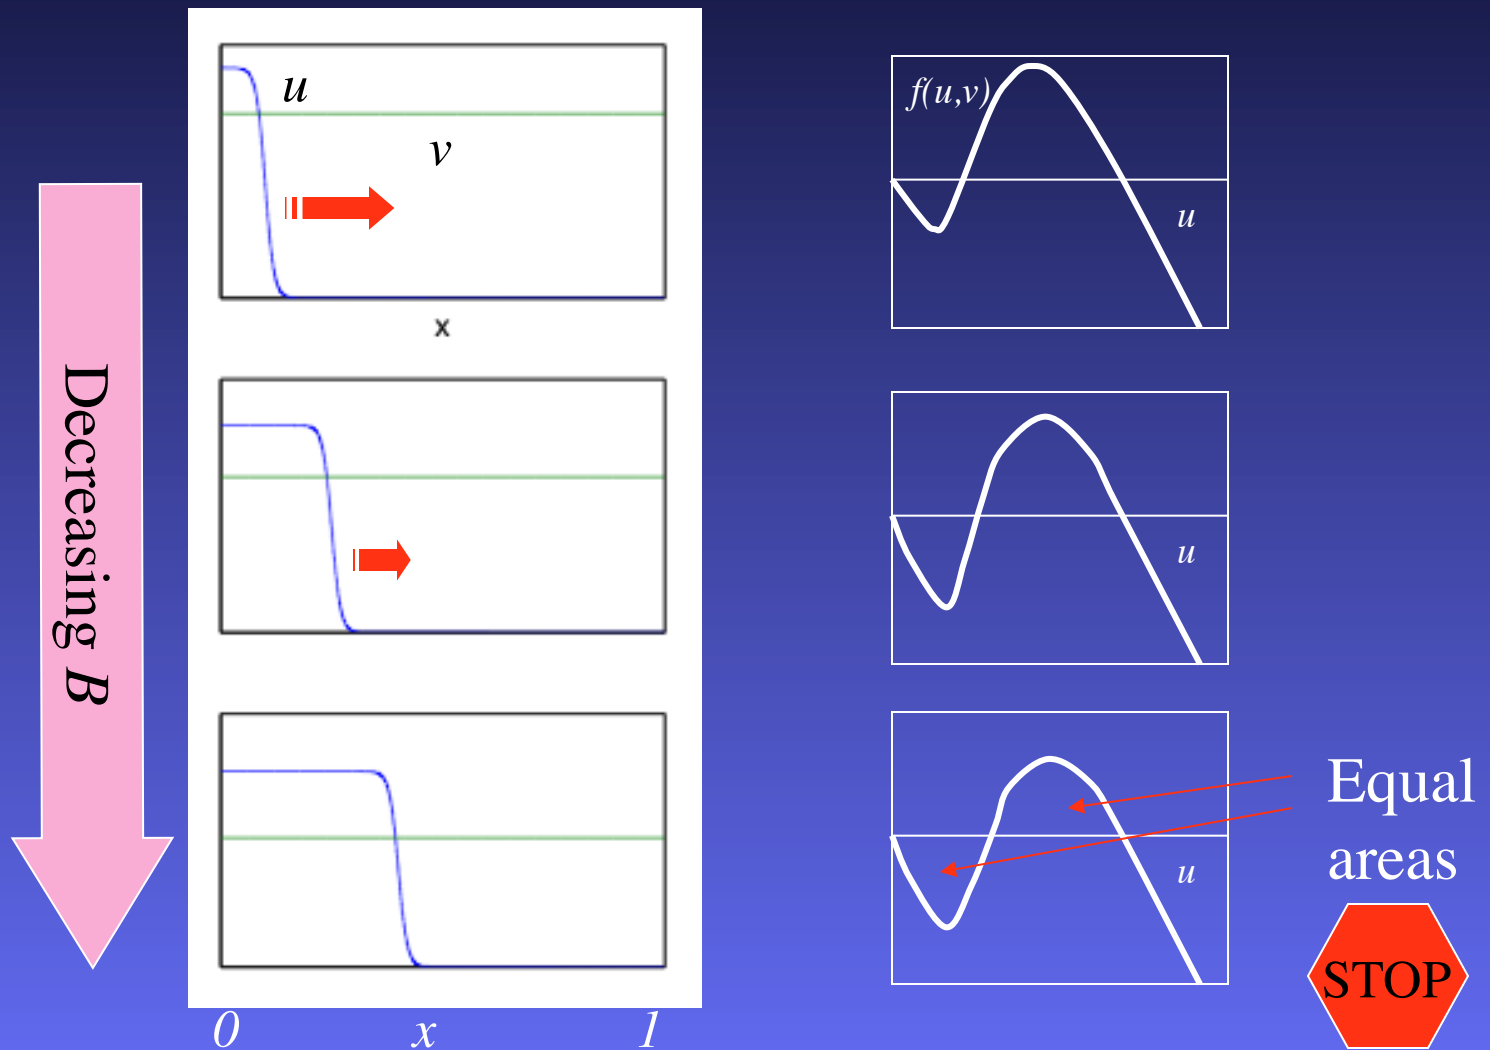 u
v
x
f(u,v)
u
Decreasing B
u
u
Equal
areas
STOP
0 x 1